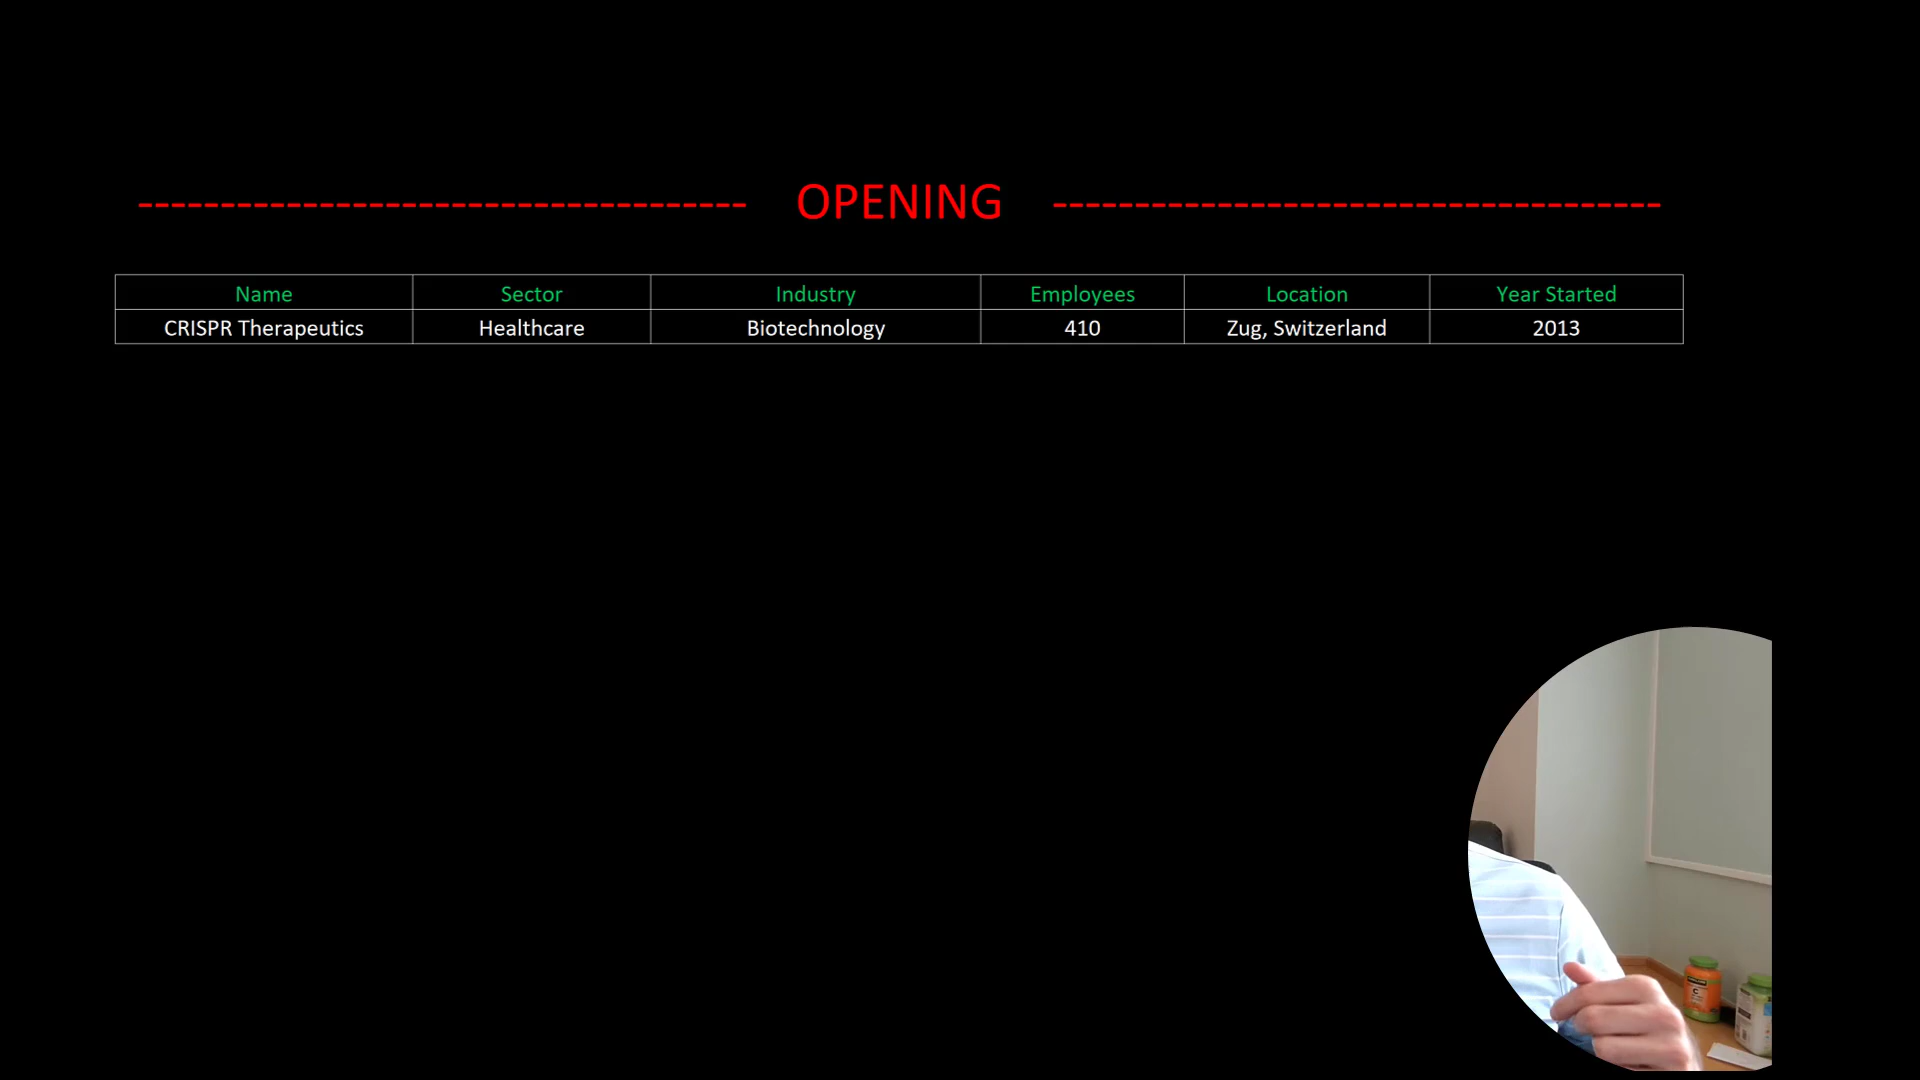 ------------------------------------- OPENING -------------------------------------
Name Sector Industry Employees Location Year Started
CRISPR Therapeutics Healthcare Biotechnology 410 Zug, Switzerland 2013
C